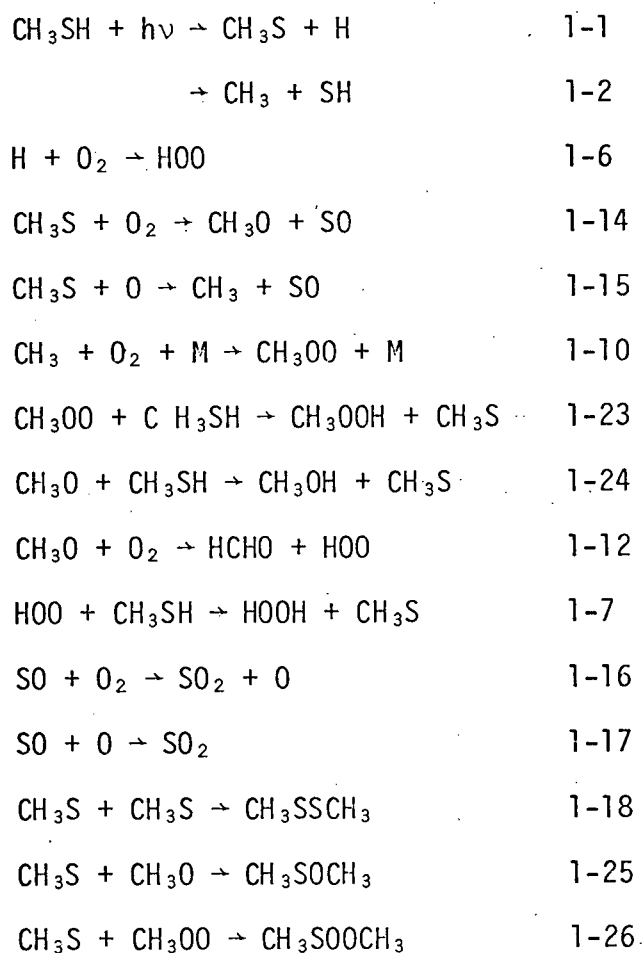 CH₃SH + hν → CH₃S + H 1-1
→ CH₃ + SH 1-2
H + O₂ → HOO 1-6
CH₃S + O₂ → CH₃O + SO 1-14
CH₃S + O → CH₃ + SO 1-15
CH₃ + O₂ + M → CH₃OO + M 1-10
CH₃OO + C H₃SH → CH₃OOH + CH₃S 1-23
CH₃O + CH₃SH → CH₃OH + CH₃S 1-24
CH₃O + O₂ → HCHO + HOO 1-12
HOO + CH₃SH → HOOH + CH₃S 1-7
SO + O₂ → SO₂ + O 1-16
SO + O → SO₂ 1-17
CH₃S + CH₃S → CH₃SSCH₃ 1-18
CH₃S + CH₃O → CH₃SOCH₃ 1-25
CH₃S + CH₃OO → CH₃SOOCH₃ 1-26